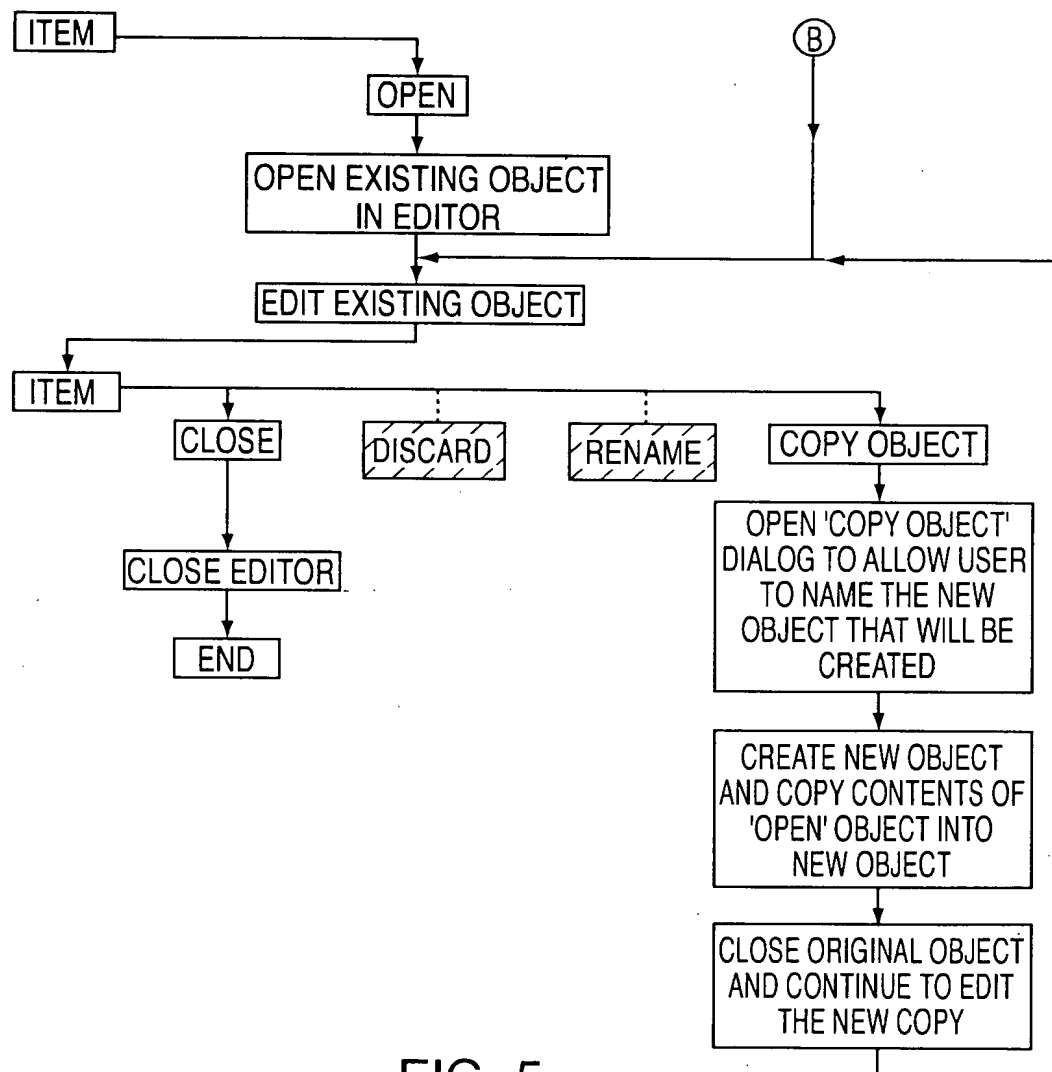 ITEM
B
OPEN
OPEN EXISTING OBJECT
IN EDITOR
EDIT EXISTING OBJECT
ITEM
CLOSE
DISCARD
RENAME
COPY OBJECT
CLOSE EDITOR
END
OPEN 'COPY OBJECT'
DIALOG TO ALLOW USER
TO NAME THE NEW
OBJECT THAT WILL BE
CREATED
CREATE NEW OBJECT
AND COPY CONTENTS OF
'OPEN' OBJECT INTO
NEW OBJECT
CLOSE ORIGINAL OBJECT
AND CONTINUE TO EDIT
THE NEW COPY
FIG. 5